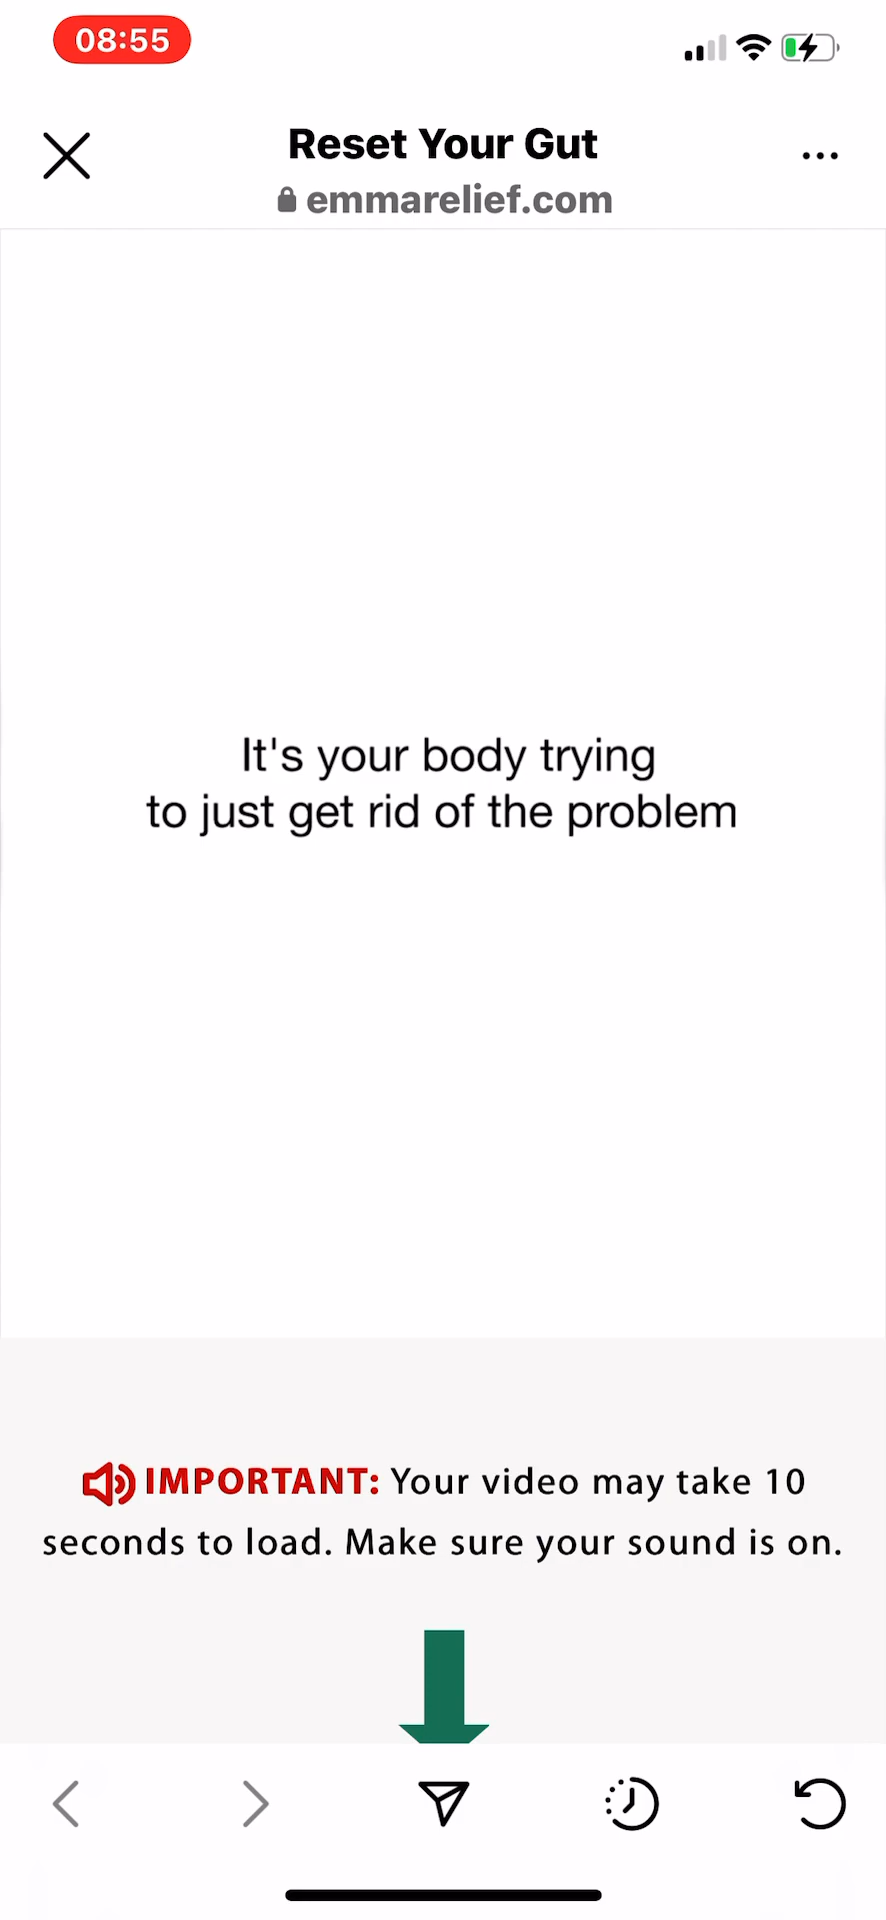 08:55
Reset Your Gut
emmarelief.com
It's your body trying
to just get rid of the problem
IMPORTANT: Your video may take 10
seconds to load. Make sure your sound is on.